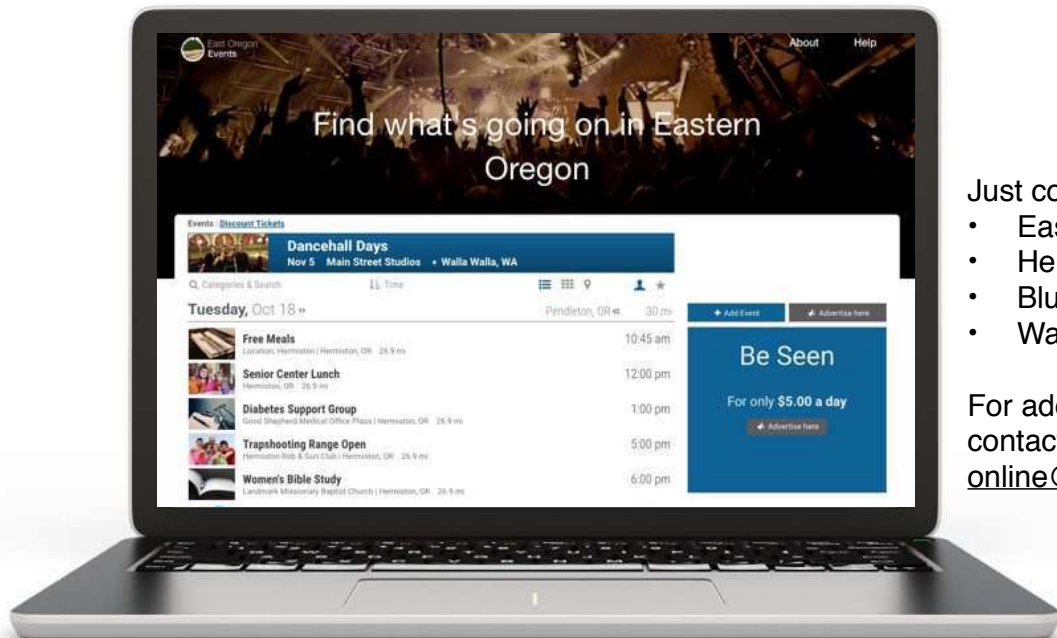 East Oregon
Events
About Help
Find what's going on in Eastern
Oregon
Events Discount Tickets
Dancehall Days
Nov 5 Main Street Studios • Walla Walla, WA
Categories & Search Time
Tuesday, Oct 18 Pendleton, OR 30 mi
+ Add Event Advertise here
Free Meals 10:45 am
Location: Hermiston | Hermiston, OR 26.9 mi
Senior Center Lunch 12:00 pm
Hermiston, OR 26.9 mi
Diabetes Support Group 1:00 pm
Good Shepherd Medical Office Plaza | Hermiston, OR 26.9 mi
Trapshooting Range Open 5:00 pm
Hermiston Rod & Gun Club | Hermiston, OR 26.9 mi
Women's Bible Study 6:00 pm
Landmark Missionary Baptist Church | Hermiston, OR 26.9 mi
Be Seen
For only $5.00 a day
Advertise here
Just co
• Eas
• He
• Blu
• Wa
For add
contac
online@